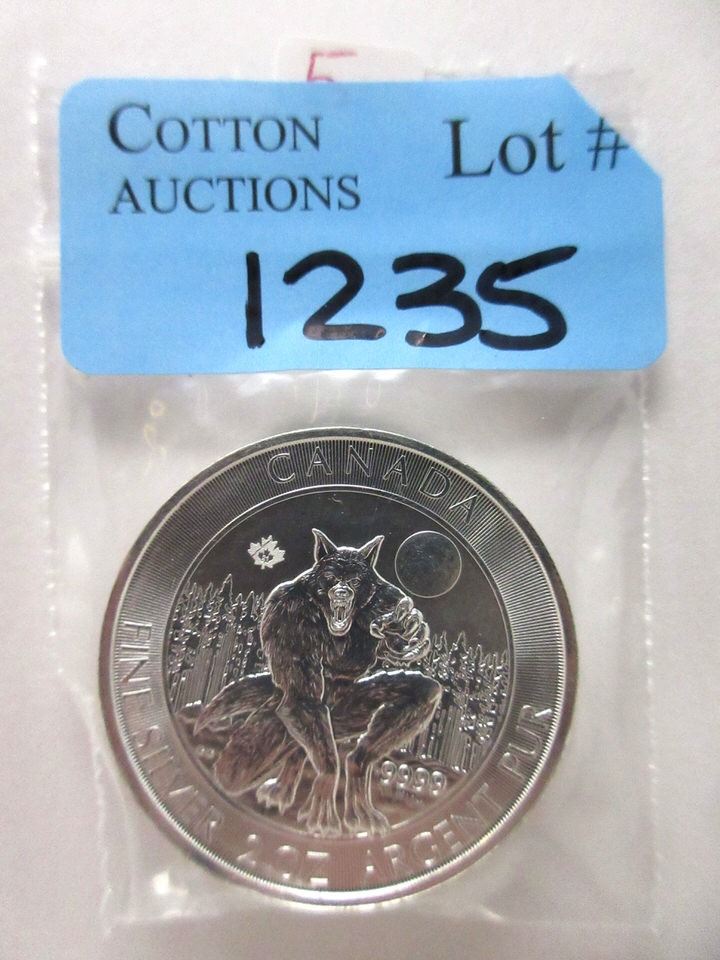 5
COTTON
AUCTIONS
Lot #
1235
CANADA
9999
FINE SILVER 2 OZ ARGENT PUR